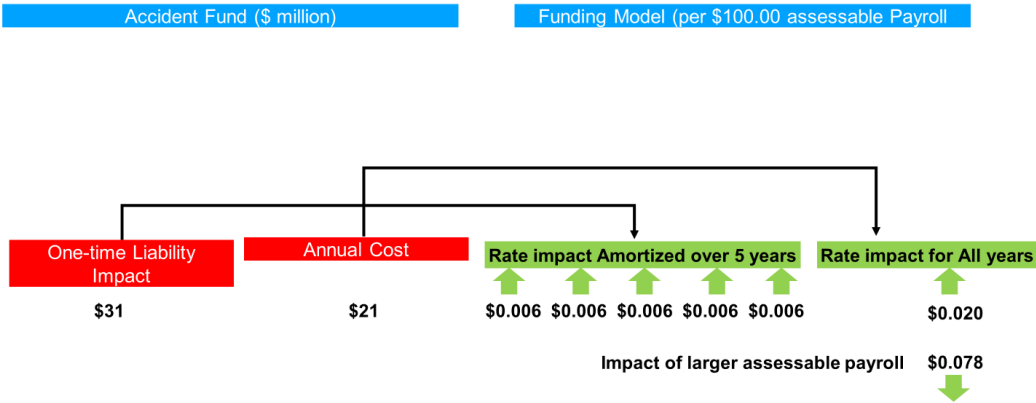 Accident Fund ($ million)
Funding Model (per $100.00 assessable Payroll
One-time Liability
Impact
Annual Cost
Rate impact Amortized over 5 years
Rate impact for All years
$31
$21
$0.006 $0.006 $0.006 $0.006 $0.006
$0.020
Impact of larger assessable payroll
$0.078